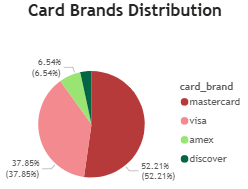 Card Brands Distribution
6.54%
(6.54%)
card_brand
mastercard
visa
amex
discover
37.85%
(37.85%)
52.21%
(52.21%)